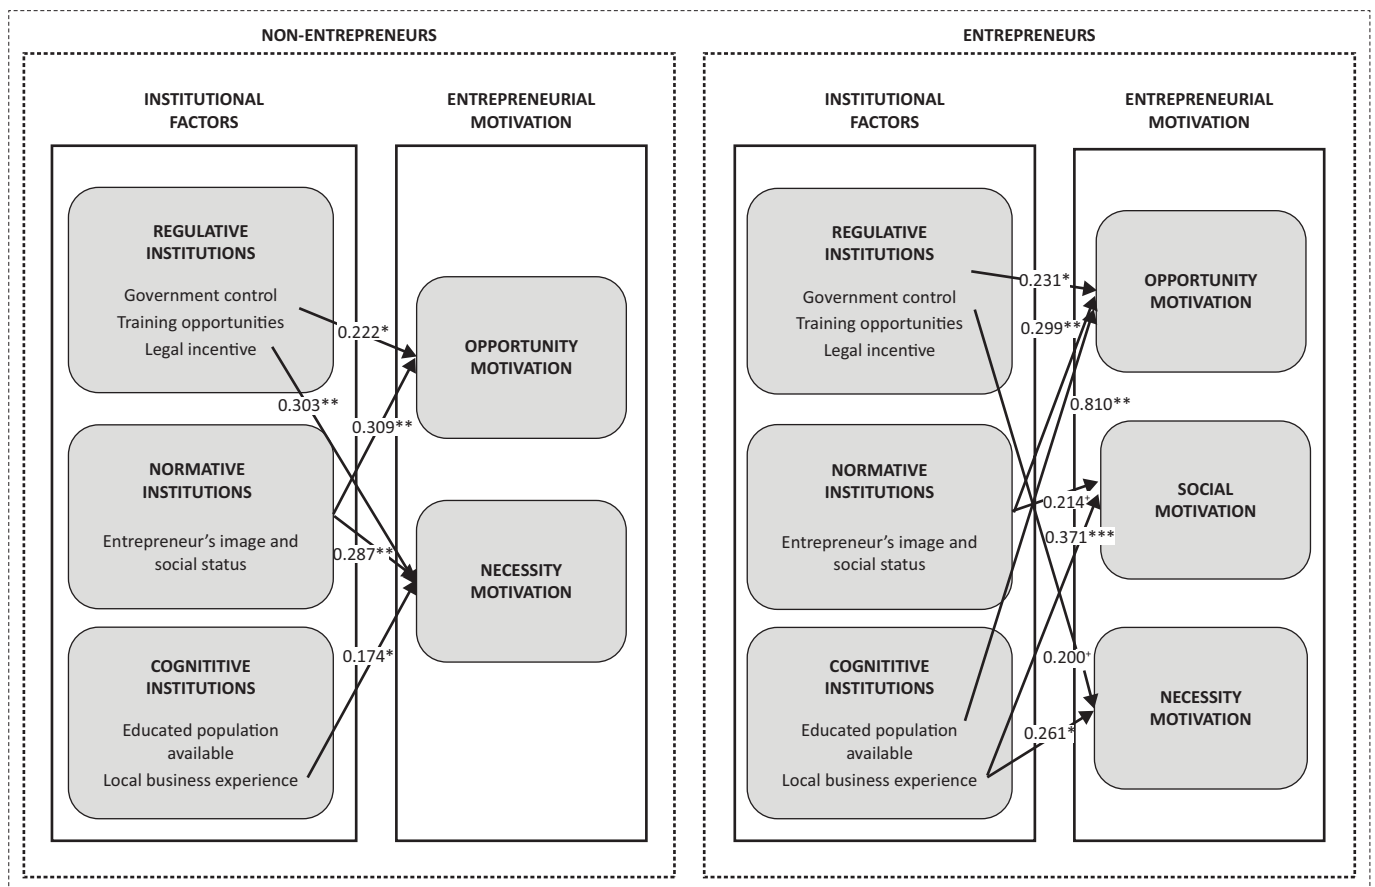 NON-ENTREPRENEURS
INSTITUTIONAL
FACTORS
ENTREPRENEURIAL
MOTIVATION
REGULATIVE
INSTITUTIONS
Government control
Training opportunities
Legal incentive
NORMATIVE
INSTITUTIONS
Entrepreneur’s image and
social status
COGNITITIVE
INSTITUTIONS
Educated population
available
Local business experience
0.222*
0.303**
0.309**
0.287**
0.174*
OPPORTUNITY
MOTIVATION
NECESSITY
MOTIVATION
ENTREPRENEURS
INSTITUTIONAL
FACTORS
ENTREPRENEURIAL
MOTIVATION
REGULATIVE
INSTITUTIONS
Government control
Training opportunities
Legal incentive
NORMATIVE
INSTITUTIONS
Entrepreneur’s image and
social status
COGNITITIVE
INSTITUTIONS
Educated population
available
Local business experience
0.231*
0.299**
0.810**
0.214⁺
0.371***
0.200⁺
0.261*
OPPORTUNITY
MOTIVATION
SOCIAL
MOTIVATION
NECESSITY
MOTIVATION